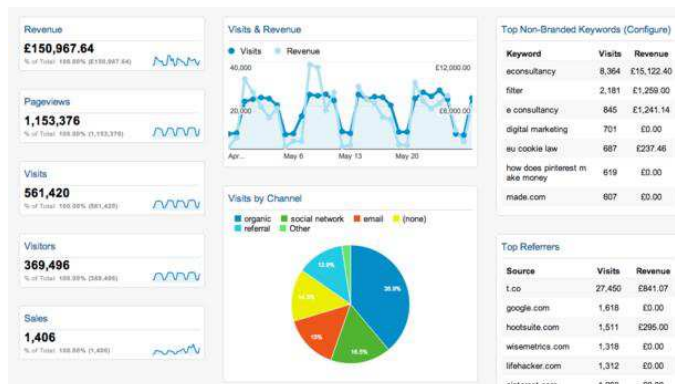 Revenue
£150,967.64
% of Total: 100.00% (£150,967.64)
Pageviews
1,153,376
% of Total: 100.00% (1,153,376)
Visits
561,420
% of Total: 100.00% (561,420)
Visitors
369,496
% of Total: 100.00% (369,496)
Sales
1,406
% of Total: 100.00% (1,406)
Visits & Revenue
Visits Revenue
40,000 £12,000.00
20,000 £6,000.00
Apr... May 6 May 13 May 20
Visits by Channel
organic social network email (none)
referral Other
16.5%
15%
Top Non-Branded Keywords (Configure)
Keyword Visits Revenue
econsultancy 8,364 £15,122.40
filter 2,181 £1,259.00
e consultancy 845 £1,241.14
digital marketing 701 £0.00
eu cookie law 687 £237.46
how does pinterest m
ake money 619 £0.00
made.com 607 £0.00
Top Referrers
Source Visits Revenue
t.co 27,450 £841.07
google.com 1,618 £0.00
hootsuite.com 1,511 £295.00
wisemetrics.com 1,318 £0.00
lifehacker.com 1,312 £0.00